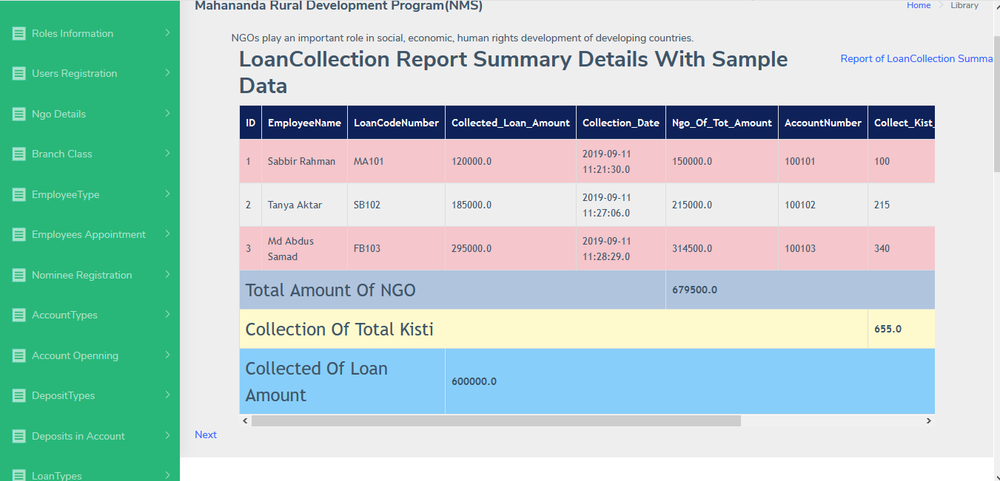 Mahananda Rural Development Program(NMS)
Home
Library
Roles Information
Users Registration
Ngo Details
Branch Class
EmployeeType
Employees Appointment
Nominee Registration
AccountTypes
Account Openning
DepositTypes
Deposits in Account
LoanTypes
NGOs play an important role in social, economic, human rights development of developing countries.
LoanCollection Report Summary Details With Sample
Data
Report of LoanCollection Summa
ID EmployeeName LoanCodeNumber Collected_Loan_Amount Collection_Date Ngo_Of_Tot_Amount AccountNumber Collect_Kist_
1 Sabbir Rahman MA101 120000.0 2019-09-11 150000.0 100101 100
11:21:30.0
2 Tanya Aktar SB102 185000.0 2019-09-11 215000.0 100102 215
11:27:06.0
3 Md Abdus FB103 295000.0 2019-09-11 314500.0 100103 340
Samad 11:28:29.0
Total Amount Of NGO 679500.0
Collection Of Total Kisti 655.0
Collected Of Loan
Amount 600000.0
Next